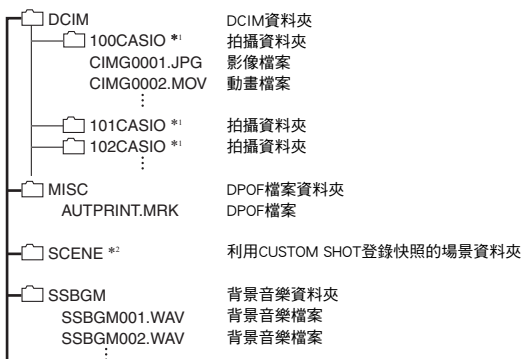 DCIM DCIM資料夾
100CASIO *1 拍攝資料夾
CIMG0001.JPG 影像檔案
CIMG0002.MOV 動畫檔案
101CASIO *1 拍攝資料夾
102CASIO *1 拍攝資料夾
MISC DPOF檔案資料夾
AUTPRINT.MRK DPOF檔案
SCENE *2 利用CUSTOM SHOT登錄快照的場景資料夾
SSBGM 背景音樂資料夾
SSBGM001.WAV 背景音樂檔案
SSBGM002.WAV 背景音樂檔案